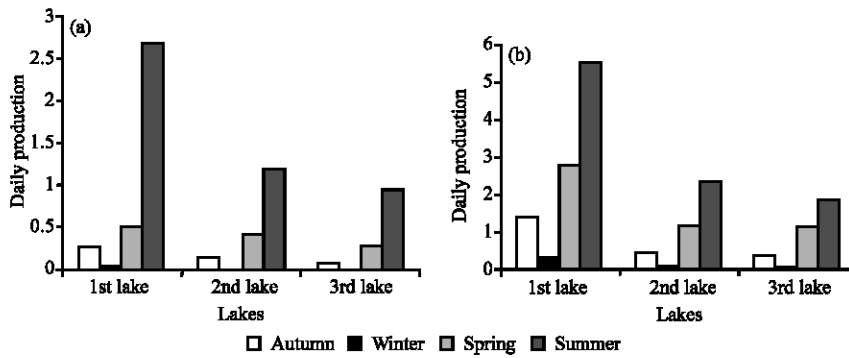 (a)
3
2.5
2
1.5
1
0.5
0
Daily production
1st lake 2nd lake 3rd lake
Lakes
(b)
6
5
4
3
2
1
0
Daily production
1st lake 2nd lake 3rd lake
Lakes
Autumn Winter Spring Summer